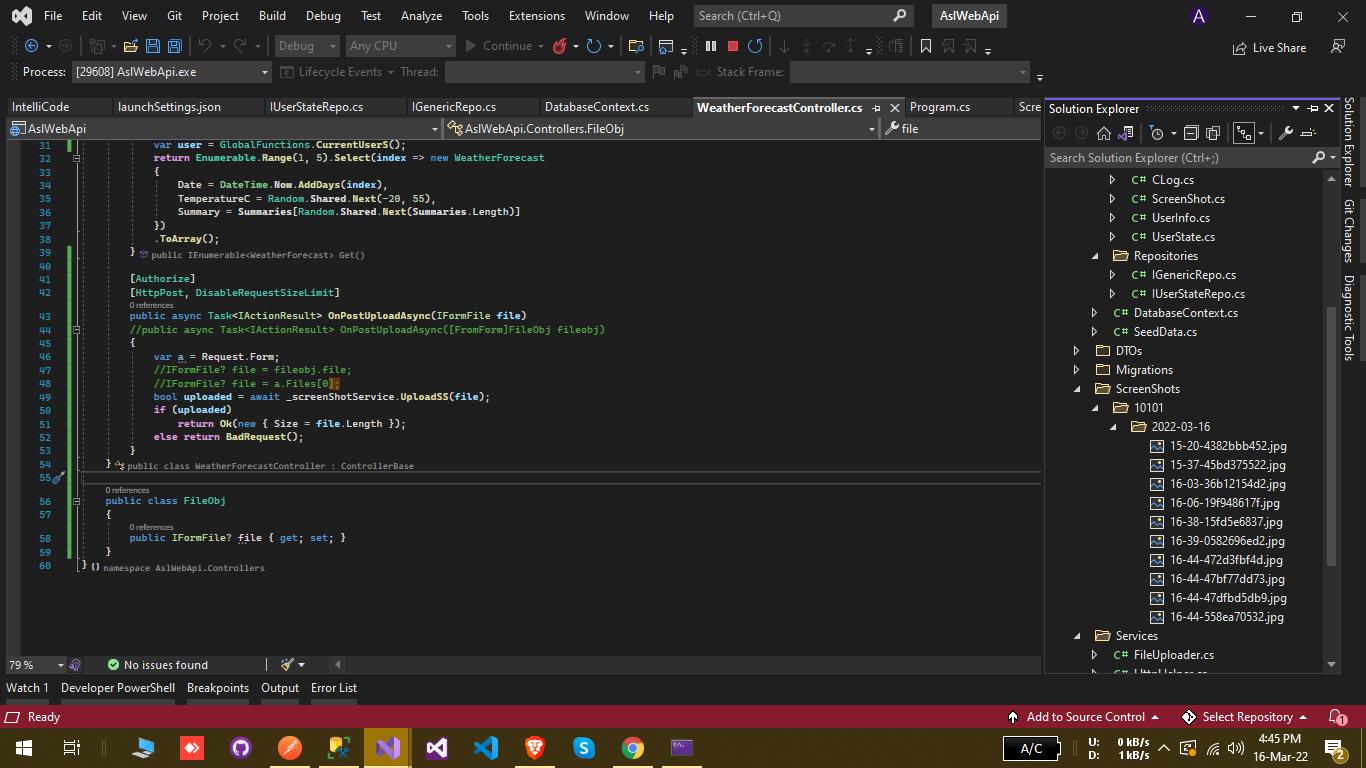 File Edit View Git Project Build Debug Test Analyze Tools Extensions Window Help Search (Ctrl+Q) AslWebApi A
Debug Any CPU Continue Live Share
Process: [29608] AslWebApi.exe Lifecycle Events Thread: Stack Frame:
IntelliCode launchSettings.json IUserStateRepo.cs IGenericRepo.cs DatabaseContext.cs WeatherForecastController.cs Program.cs Scre
AslWebApi AslWebApi.Controllers.FileObj file
31 var user = GlobalFunctions.CurrentUserS();
32 return Enumerable.Range(1, 5).Select(index => new WeatherForecast
33 {
34 Date = DateTime.Now.AddDays(index),
35 TemperatureC = Random.Shared.Next(-20, 55),
36 Summary = Summaries[Random.Shared.Next(Summaries.Length)]
37 })
38 .ToArray();
39 } public IEnumerable<WeatherForecast> Get()
40
41 [Authorize]
42 [HttpPost, DisableRequestSizeLimit]
0 references
43 public async Task<IActionResult> OnPostUploadAsync(IFormFile file)
44 //public async Task<IActionResult> OnPostUploadAsync([FromForm]FileObj fileobj)
45 {
46 var a = Request.Form;
47 //IFormFile? file = fileobj.file;
48 //IFormFile? file = a.Files[0];
49 bool uploaded = await _screenShotService.UploadSS(file);
50 if (uploaded)
51 return Ok(new { Size = file.Length });
52 else return BadRequest();
53 }
54 } public class WeatherForecastController : ControllerBase
55
0 references
56 public class FileObj
57 {
0 references
58 public IFormFile? file { get; set; }
59 }
60 } {} namespace AslWebApi.Controllers
79 % No issues found
Solution Explorer
Search Solution Explorer (Ctrl+;)
C# CLog.cs
C# ScreenShot.cs
C# UserInfo.cs
C# UserState.cs
Repositories
C# IGenericRepo.cs
C# IUserStateRepo.cs
C# DatabaseContext.cs
C# SeedData.cs
DTOs
Migrations
ScreenShots
10101
2022-03-16
15-20-4382bbb452.jpg
15-37-45bd375522.jpg
16-03-36b12154d2.jpg
16-06-19f948617f.jpg
16-38-15fd5e6837.jpg
16-39-0582696ed2.jpg
16-44-472d3fbf4d.jpg
16-44-47bf77dd73.jpg
16-44-47dfbd5db9.jpg
16-44-558ea70532.jpg
Services
C# FileUploader.cs
C# HttpHelper.cs
Solution Explorer
Git Changes
Diagnostic Tools
Watch 1 Developer PowerShell Breakpoints Output Error List
Ready Add to Source Control Select Repository 1
A/C U: 0 kB/s 4:45 PM
D: 1 kB/s 16-Mar-22 2